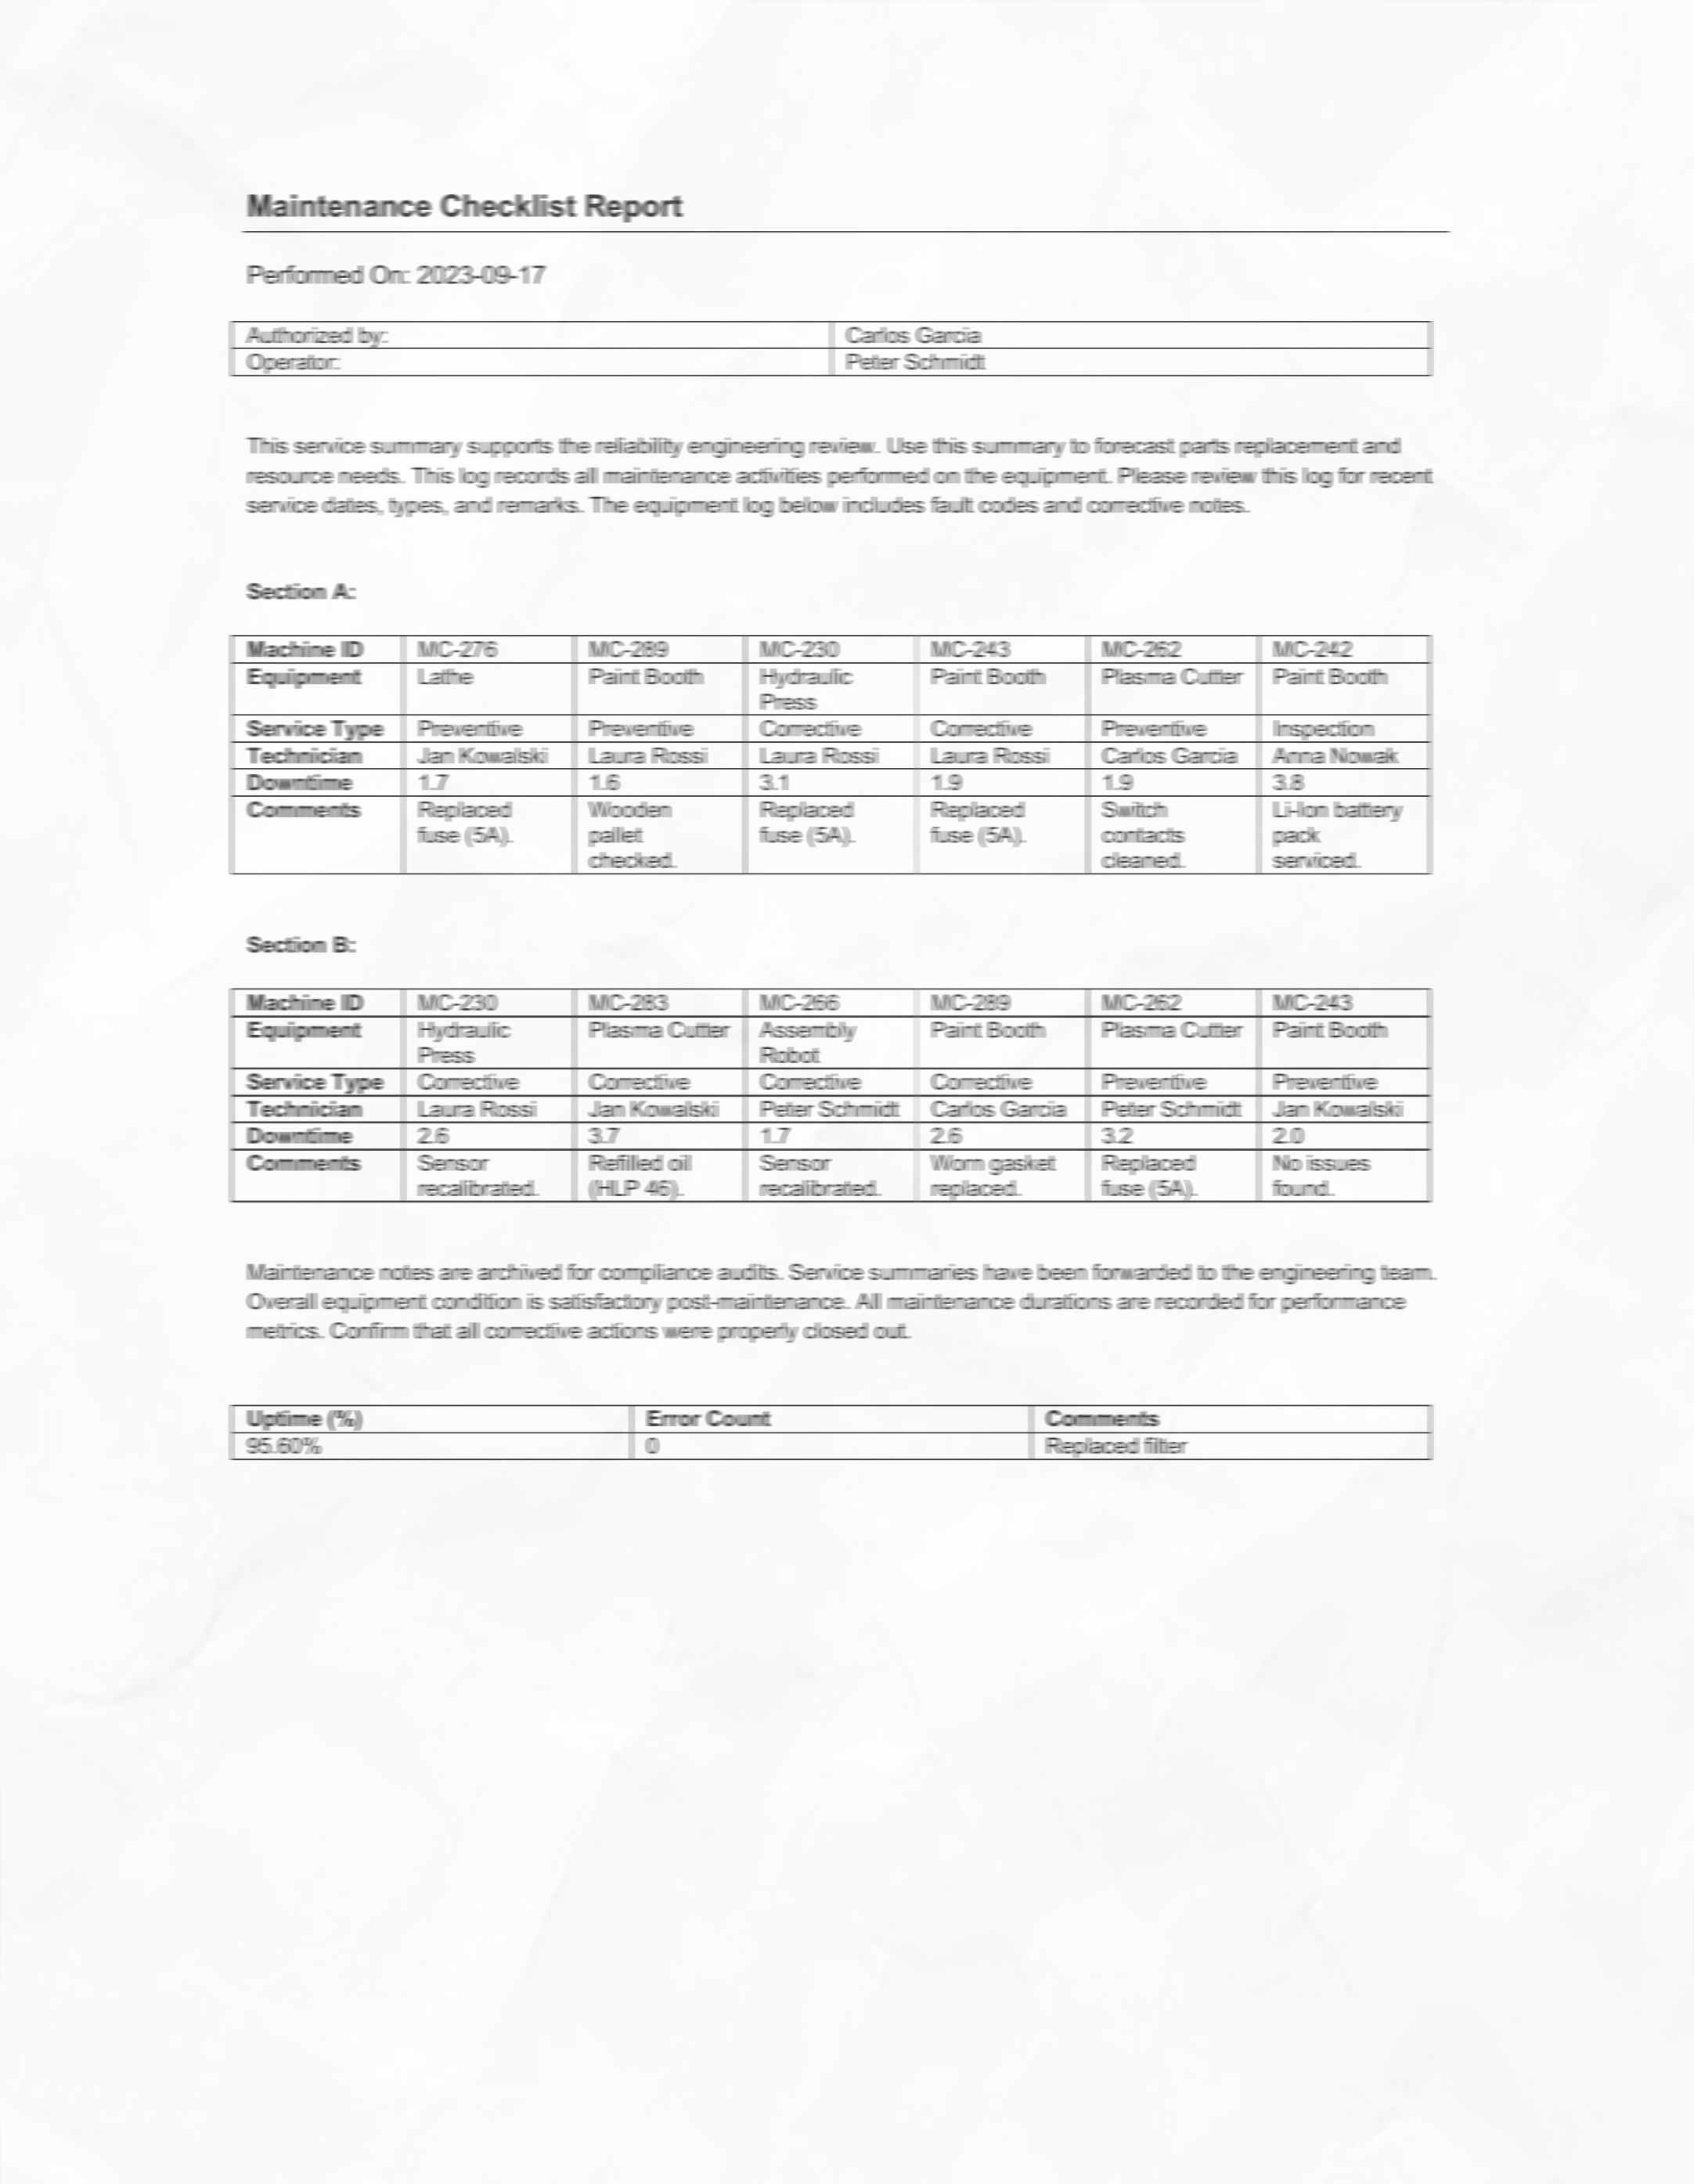 Maintenance Checklist Report
Performed On: 2023-09-17
Authorized by: Carlos Garcia
Operator: Peter Schmidt
This service summary supports the reliability engineering review. Use this summary to forecast parts replacement and
resource needs. This log records all maintenance activities performed on the equipment. Please review this log for recent
service dates, types, and remarks. The equipment log below includes fault codes and corrective notes.
Section A:
Machine ID MC-276 MC-289 MC-230 MC-243 MC-262 MC-242
Equipment Lathe Paint Booth Hydraulic Paint Booth Plasma Cutter Paint Booth
Press
Service Type Preventive Preventive Corrective Corrective Preventive Inspection
Technician Jan Kowalski Laura Rossi Laura Rossi Laura Rossi Carlos Garcia Anna Nowak
Downtime 1.7 1.6 3.1 1.9 1.9 3.8
Comments Replaced Wooden Replaced Replaced Switch Li-Ion battery
fuse (5A). pallet fuse (5A). fuse (5A). contacts pack
checked. cleaned. serviced.
Section B:
Machine ID MC-230 MC-283 MC-266 MC-289 MC-262 MC-243
Equipment Hydraulic Plasma Cutter Assembly Paint Booth Plasma Cutter Paint Booth
Press Robot
Service Type Corrective Corrective Corrective Corrective Preventive Preventive
Technician Laura Rossi Jan Kowalski Peter Schmidt Carlos Garcia Peter Schmidt Jan Kowalski
Downtime 2.6 3.7 1.7 2.6 3.2 2.0
Comments Sensor Refilled oil Sensor Worn gasket Replaced No issues
recalibrated. (HLP 46). recalibrated. replaced. fuse (5A). found.
Maintenance notes are archived for compliance audits. Service summaries have been forwarded to the engineering team.
Overall equipment condition is satisfactory post-maintenance. All maintenance durations are recorded for performance
metrics. Confirm that all corrective actions were properly closed out.
Uptime (%) Error Count Comments
95.60% 0 Replaced filter